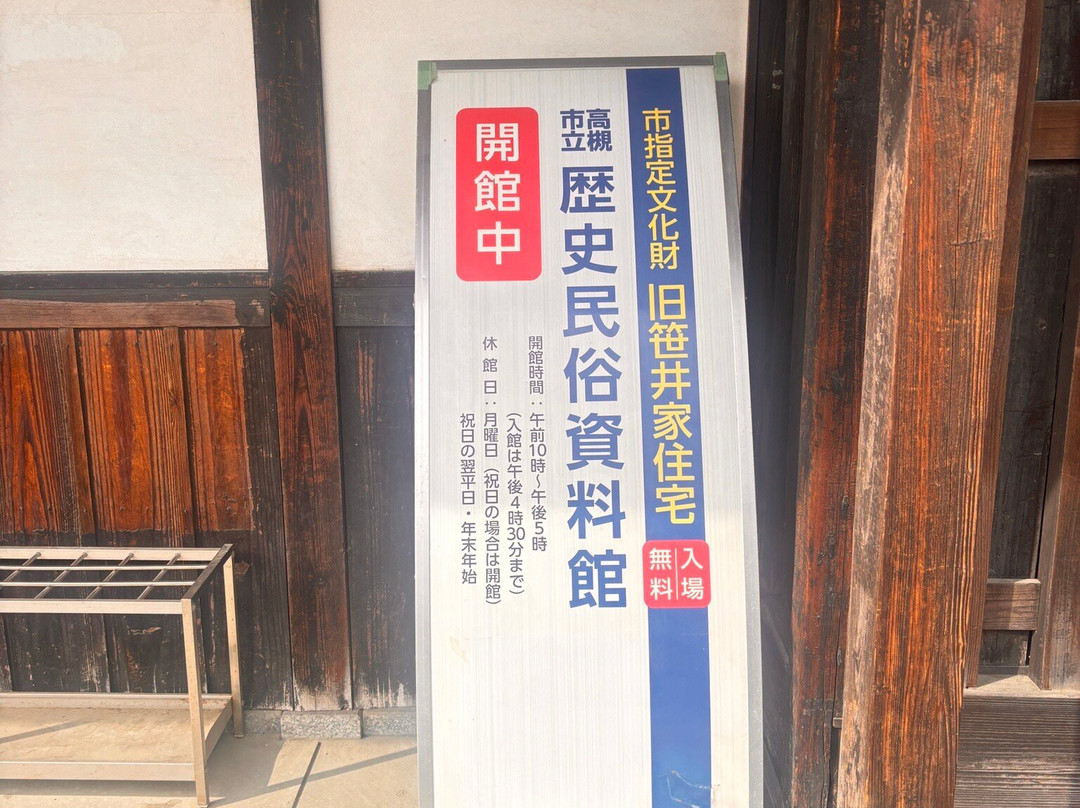 市指定文化財 旧笹井家住宅
入場
無料
高槻
市立
歴史民俗資料館
開館時間：午前10時～午後5時
(入館は午後4時30分まで)
休館日：月曜日(祝日の場合は開館)
祝日の翌平日・年末年始
開館中